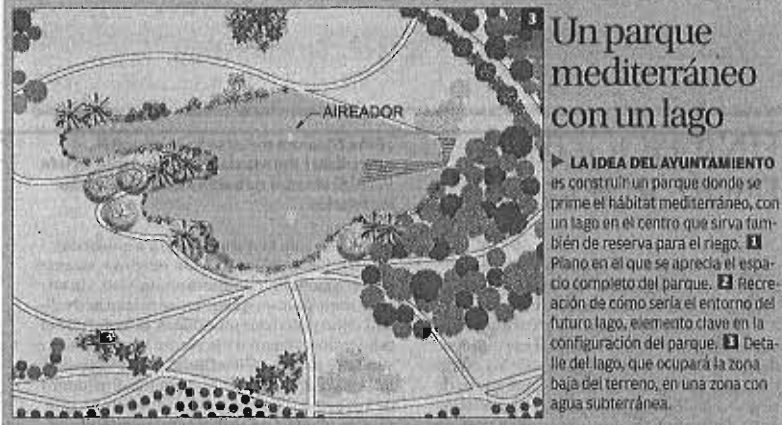 3
AIREADOR
Un parque
mediterráneo
con un lago
▶ LA IDEA DEL AYUNTAMIENTO
es construir un parque donde se
prime el hábitat mediterráneo, con
un lago en el centro que sirva tam-
bién de reserva para el riego. 1
Plano en el que se aprecia el espa-
cio completo del parque. 2 Recre-
ación de cómo sería el entorno del
futuro lago, elemento clave en la
configuración del parque. 3 Deta-
lle del lago, que ocupará la zona
baja del terreno, en una zona con
agua subterránea.